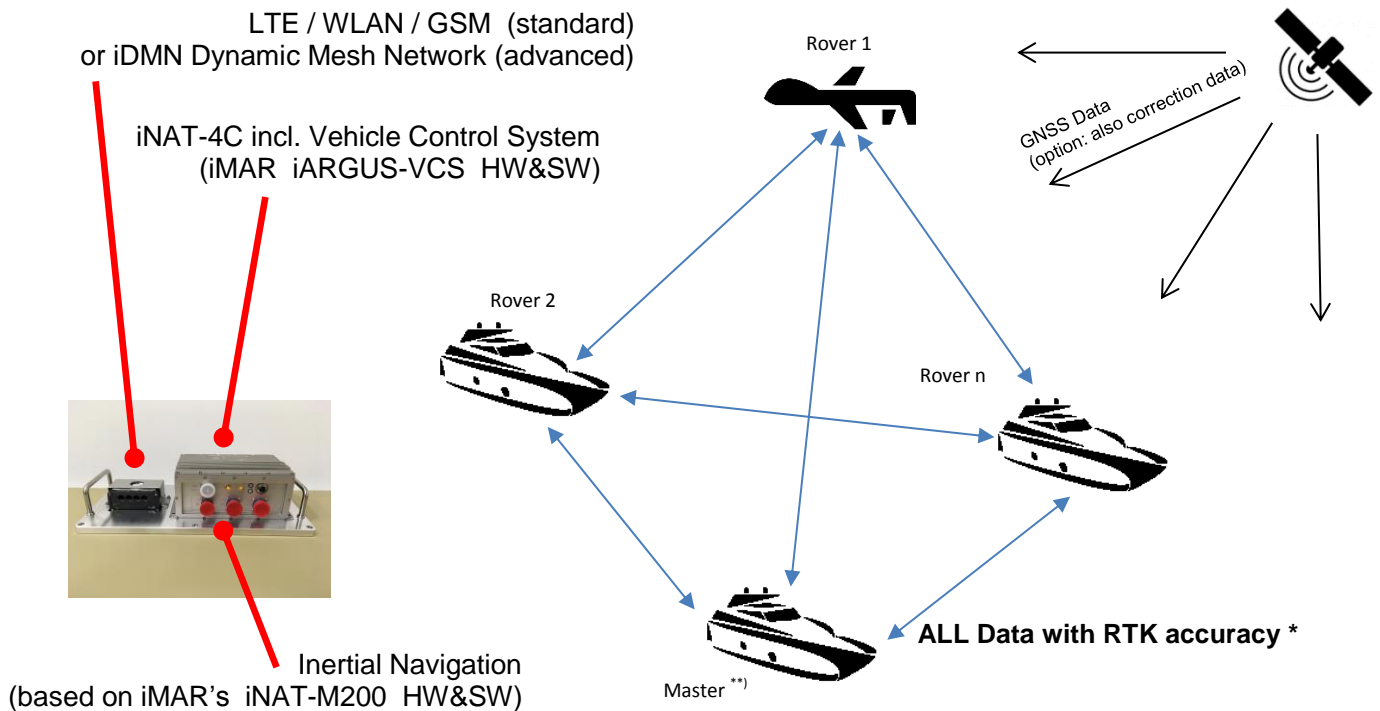 LTE / WLAN / GSM (standard)
or iDMN Dynamic Mesh Network (advanced)
iNAT-4C incl. Vehicle Control System
(iMAR iARGUS-VCS HW&SW)
Rover 1
GNSS Data
(option: also correction data)
Rover 2
Rover n
ALL Data with RTK accuracy *
Master **)
Inertial Navigation
(based on iMAR's iNAT-M200 HW&SW)